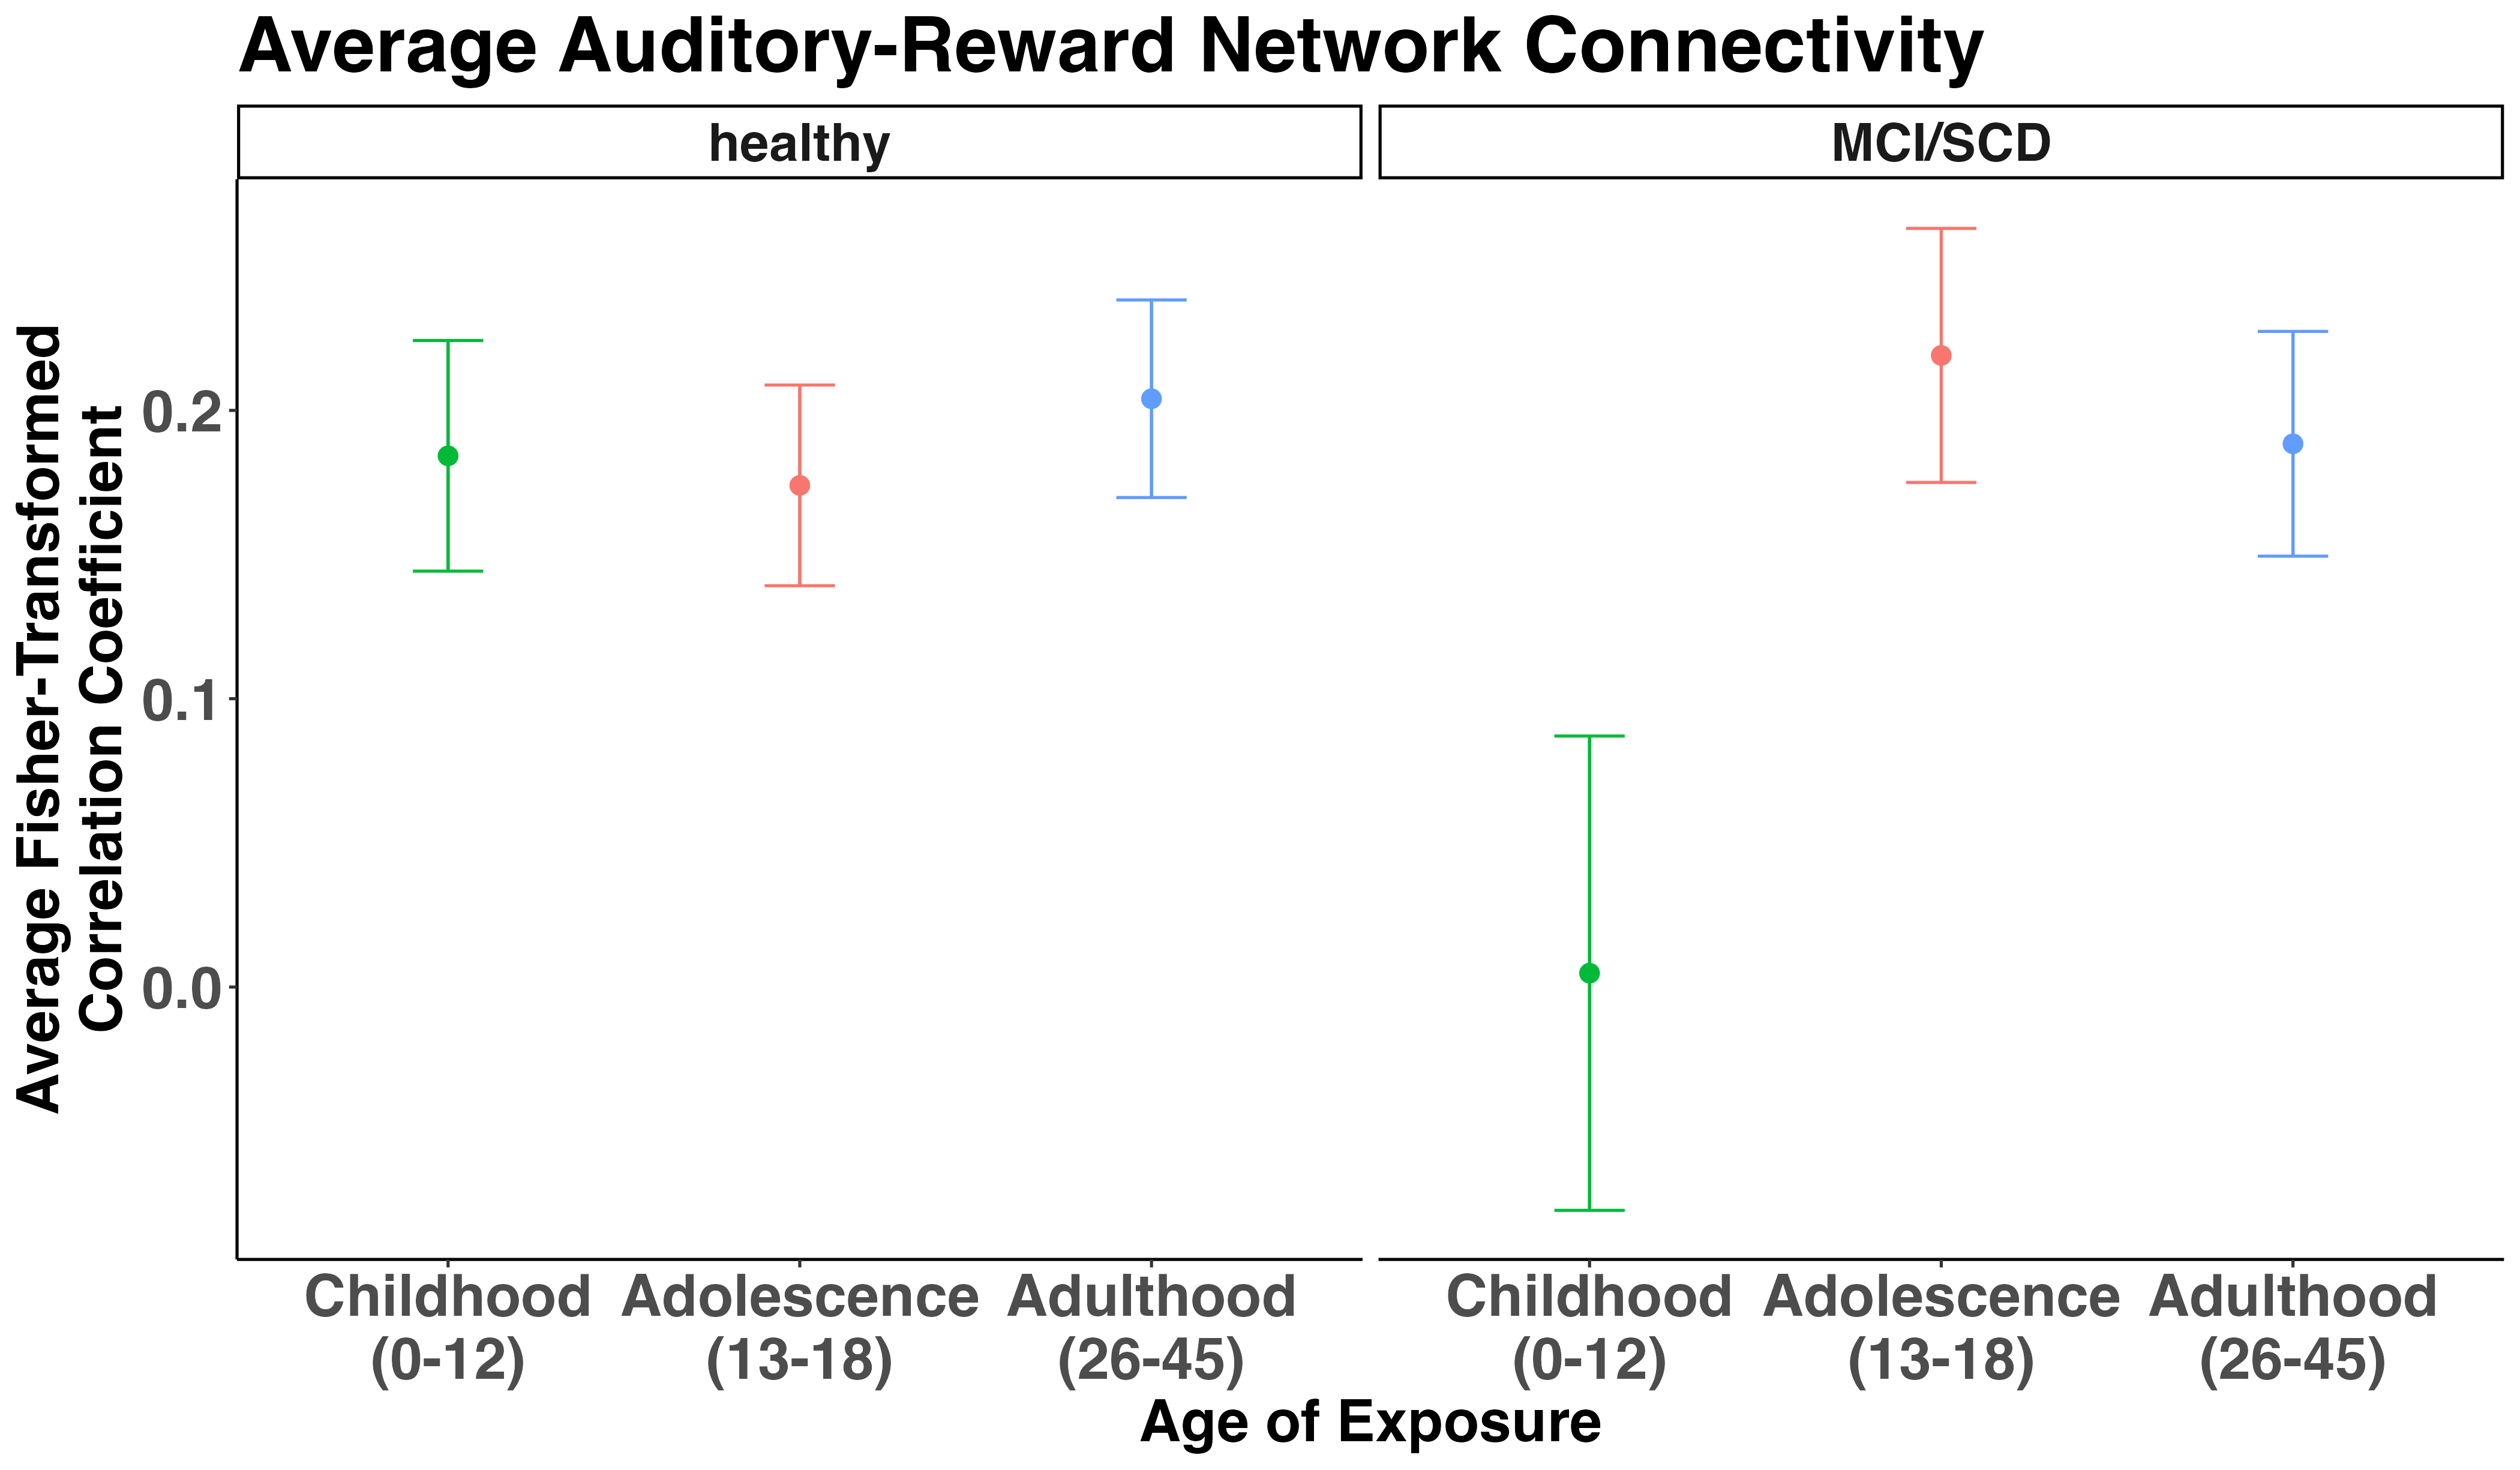 Average Auditory-Reward Network Connectivity
healthy
MCI/SCD
Average Fisher-Transformed
Correlation Coefficient
0.2
0.1
0.0
Childhood
(0-12)
Adolescence
(13-18)
Adulthood
(26-45)
Childhood
(0-12)
Adolescence
(13-18)
Adulthood
(26-45)
Age of Exposure